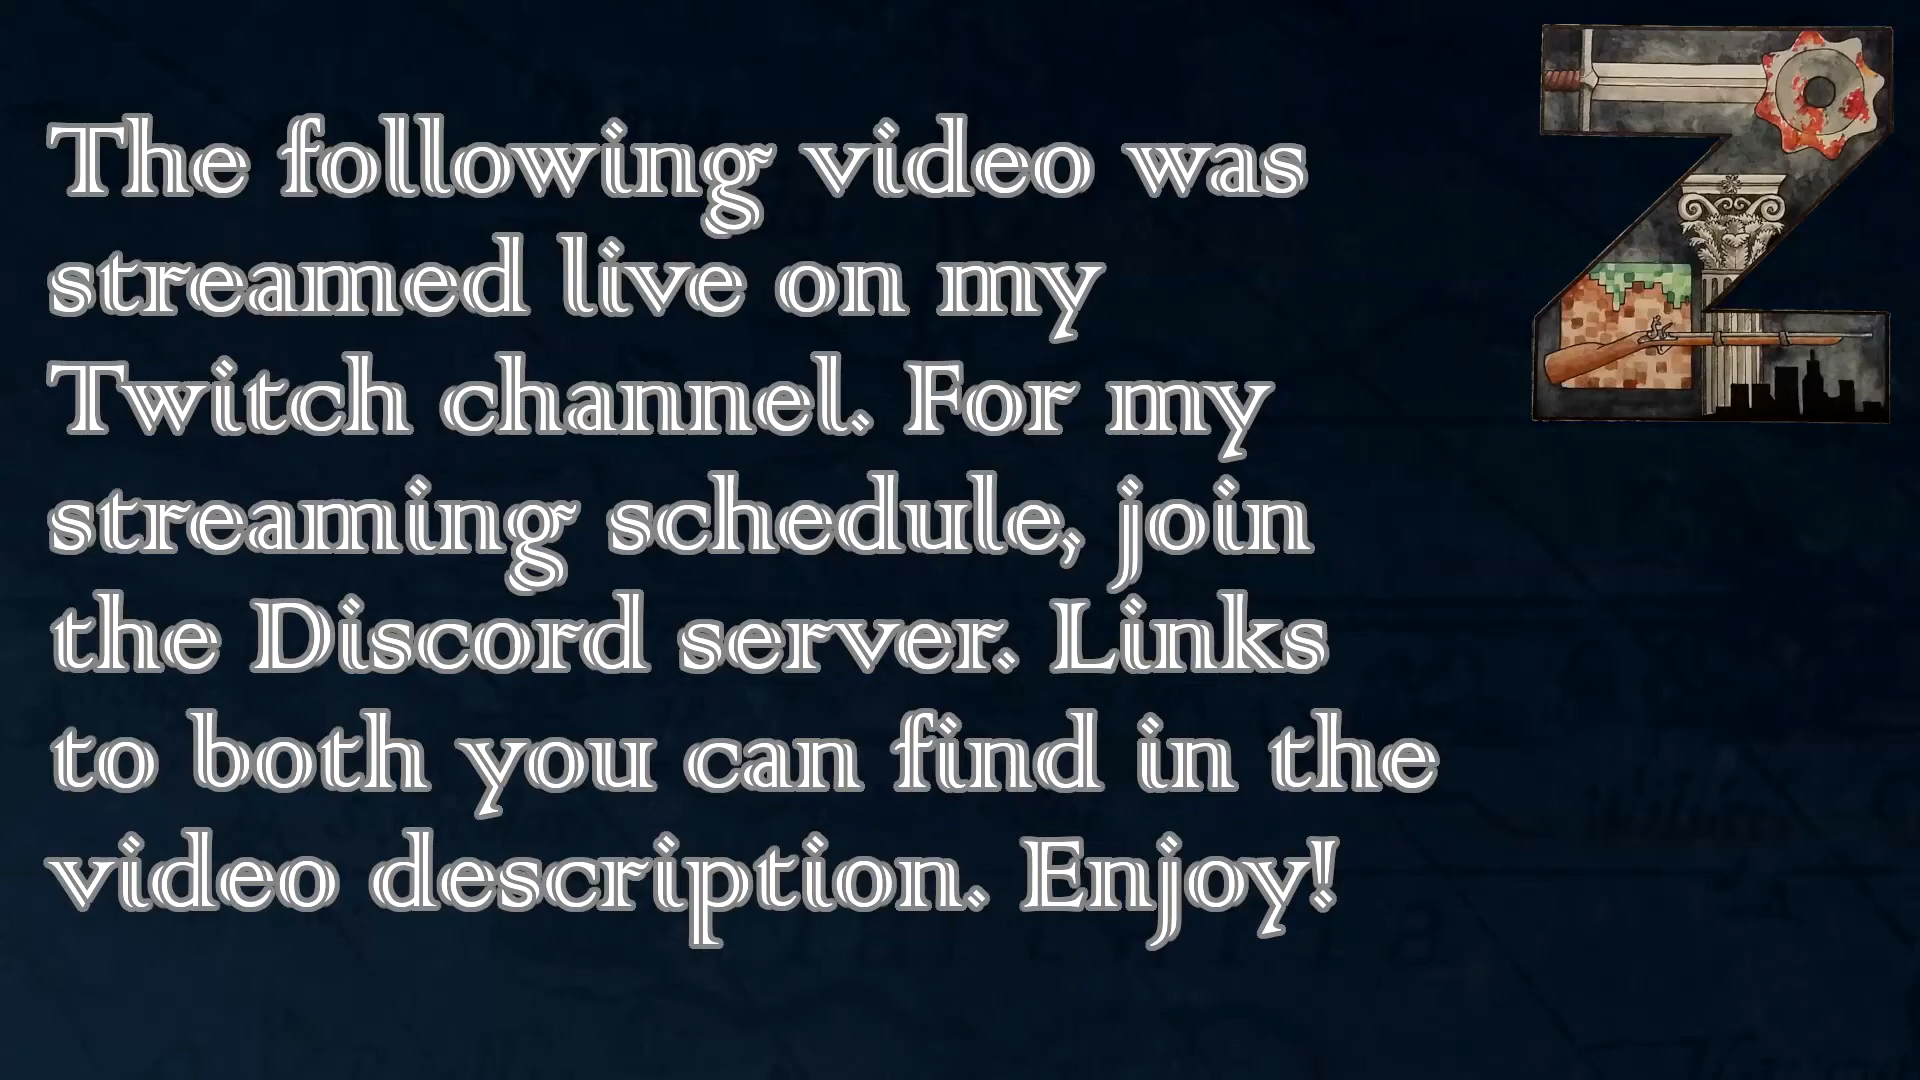 The following video was
streamed live on my
Twitch channel. For my
streaming schedule, join
the Discord server. Links
to both you can find in the
video description. Enjoy!